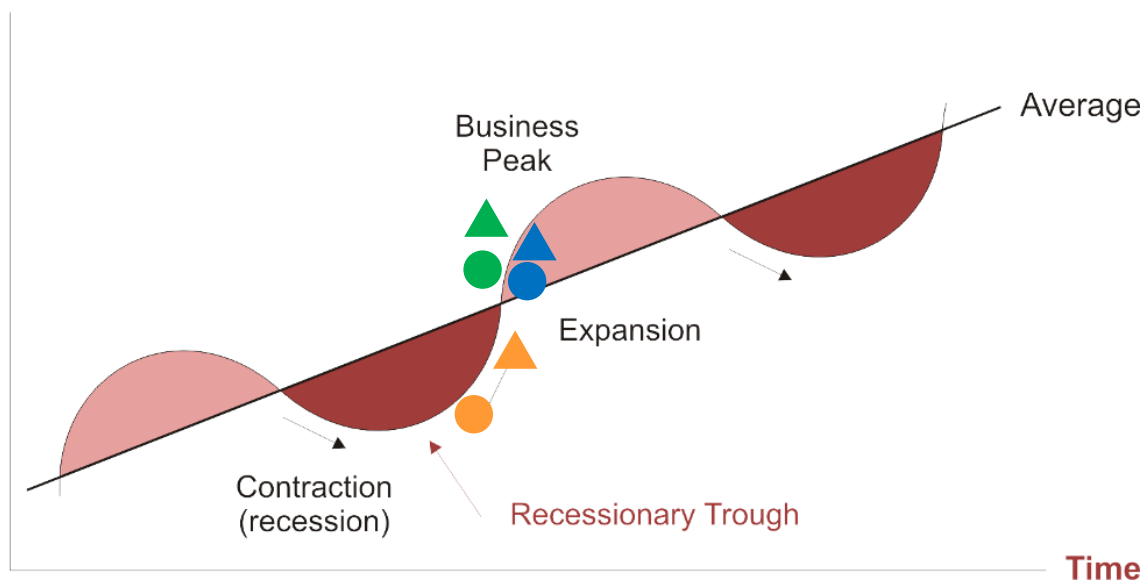 Average
Business
Peak
Expansion
Contraction
(recession)
Recessionary Trough
Time